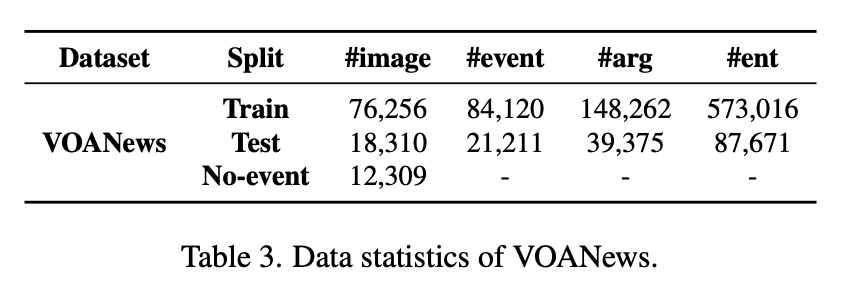 Dataset Split #image #event #arg #ent
Train 76,256 84,120 148,262 573,016
VOANews Test 18,310 21,211 39,375 87,671
No-event 12,309 - - -
Table 3. Data statistics of VOANews.